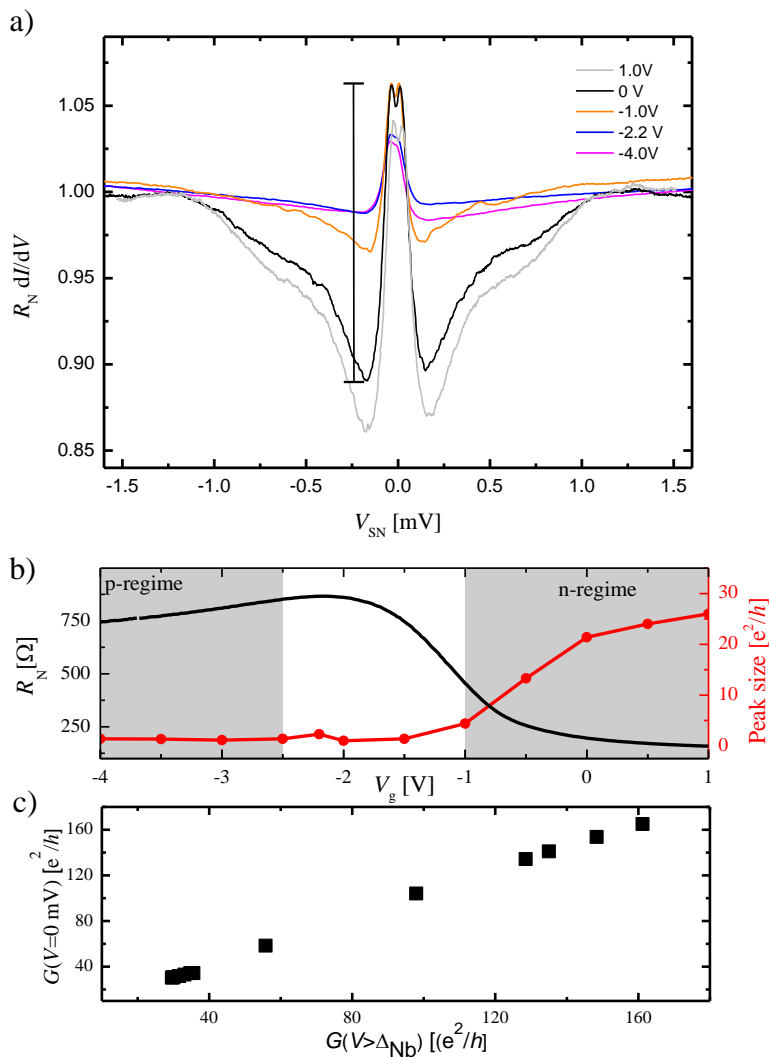 a)
1.0V
0 V
-1.0V
-2.2 V
-4.0V
1.05
1.00
0.95
0.90
0.85
R_N dI/dV
-1.5 -1.0 -0.5 0.0 0.5 1.0 1.5
V_SN [mV]
b)
p-regime
n-regime
750
500
250
R_N[Ω]
30
20
10
0
Peak size [e²/h]
-4 -3 -2 -1 0 1
V_g [V]
c)
160
120
80
40
G(V=0 mV) [e²/h]
40 80 120 160
G(V>Δ_Nb) [(e²/h]